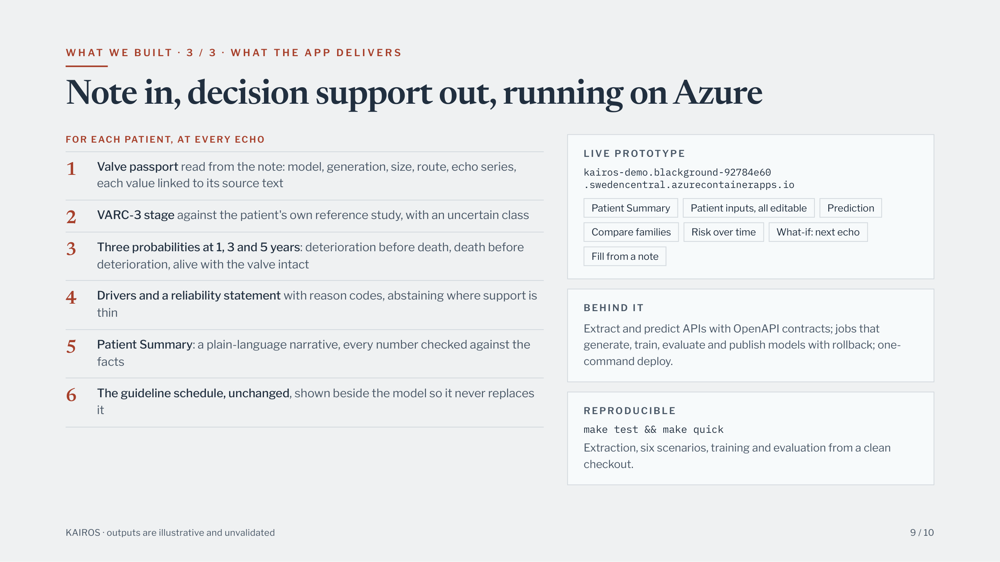 WHAT WE BUILT · 3 / 3 · WHAT THE APP DELIVERS
Note in, decision support out, running on Azure
FOR EACH PATIENT, AT EVERY ECHO
1
Valve passport read from the note: model, generation, size, route, echo series,
each value linked to its source text
2
VARC-3 stage against the patient's own reference study, with an uncertain class
3
Three probabilities at 1, 3 and 5 years: deterioration before death, death before
deterioration, alive with the valve intact
4
Drivers and a reliability statement with reason codes, abstaining where support is
thin
5
Patient Summary: a plain-language narrative, every number checked against the
facts
6
The guideline schedule, unchanged, shown beside the model so it never replaces
it
LIVE PROTOTYPE
kairos-demo.blackground-92784e60
.swedencentral.azurecontainerapps.io
Patient Summary
Patient inputs, all editable
Prediction
Compare families
Risk over time
What-if: next echo
Fill from a note
BEHIND IT
Extract and predict APIs with OpenAPI contracts; jobs that
generate, train, evaluate and publish models with rollback; one-
command deploy.
REPRODUCIBLE
make test && make quick
Extraction, six scenarios, training and evaluation from a clean
checkout.
KAIROS · outputs are illustrative and unvalidated
9 / 10